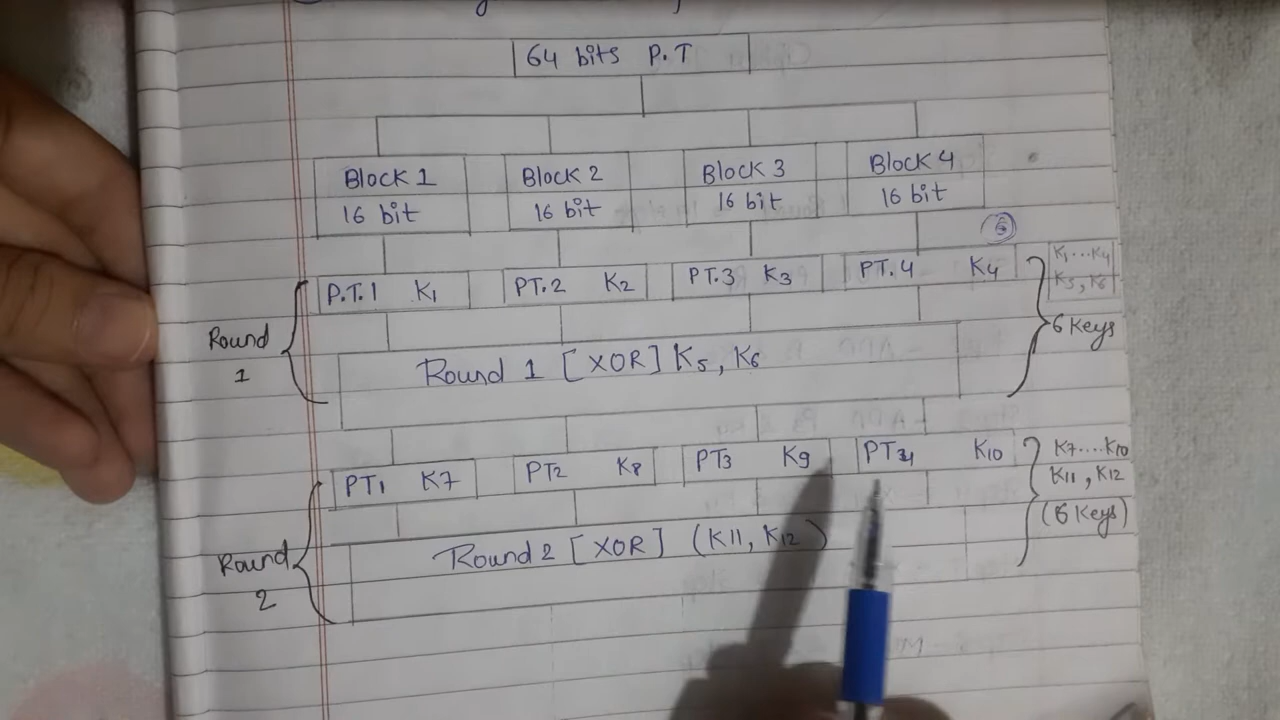 64 bits P.T
Block 1 Block 2 Block 3 Block 4
16 bit 16 bit 16 bit 16 bit
6
P.T.1 K1 PT.2 K2 PT.3 K3 PT.4 K4
K1...K4
K5, K6
6 Keys
Round
1
Round 1 [XOR] K5, K6
PT1 K7 PT2 K8 PT3 K9 PT4 K10
K7....K10
K11, K12
(6 Keys)
Round 2 [XOR] (K11, K12)
Round
2